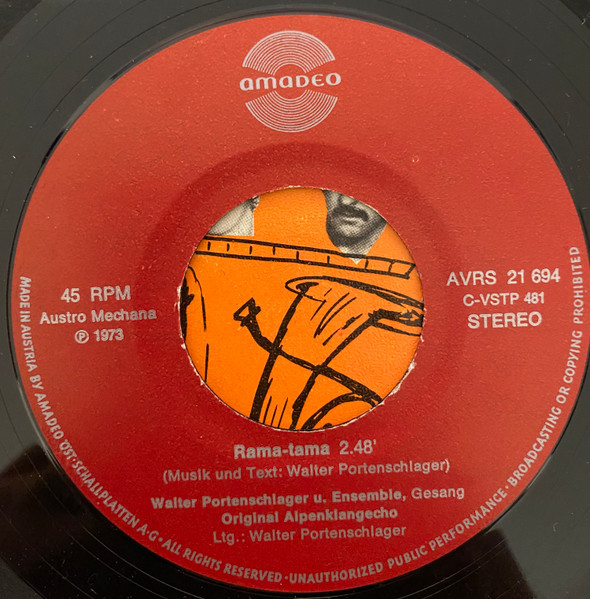 AMADEO
45 RPM
Austro Mechana
℗ 1973
AVRS 21 694
C-VSTP 481
STEREO
Rama-tama 2.48'
(Musik und Text: Walter Portenschlager)
Walter Portenschlager u. Ensemble, Gesang
Original Alpenklangecho
Ltg.: Walter Portenschlager
MADE IN AUSTRIA BY AMADEO ÖST. SCHALLPLATTEN A·G · ALL RIGHTS RESERVED · UNAUTHORIZED PUBLIC PERFORMANCE · BROADCASTING OR COPYING PROHIBITED